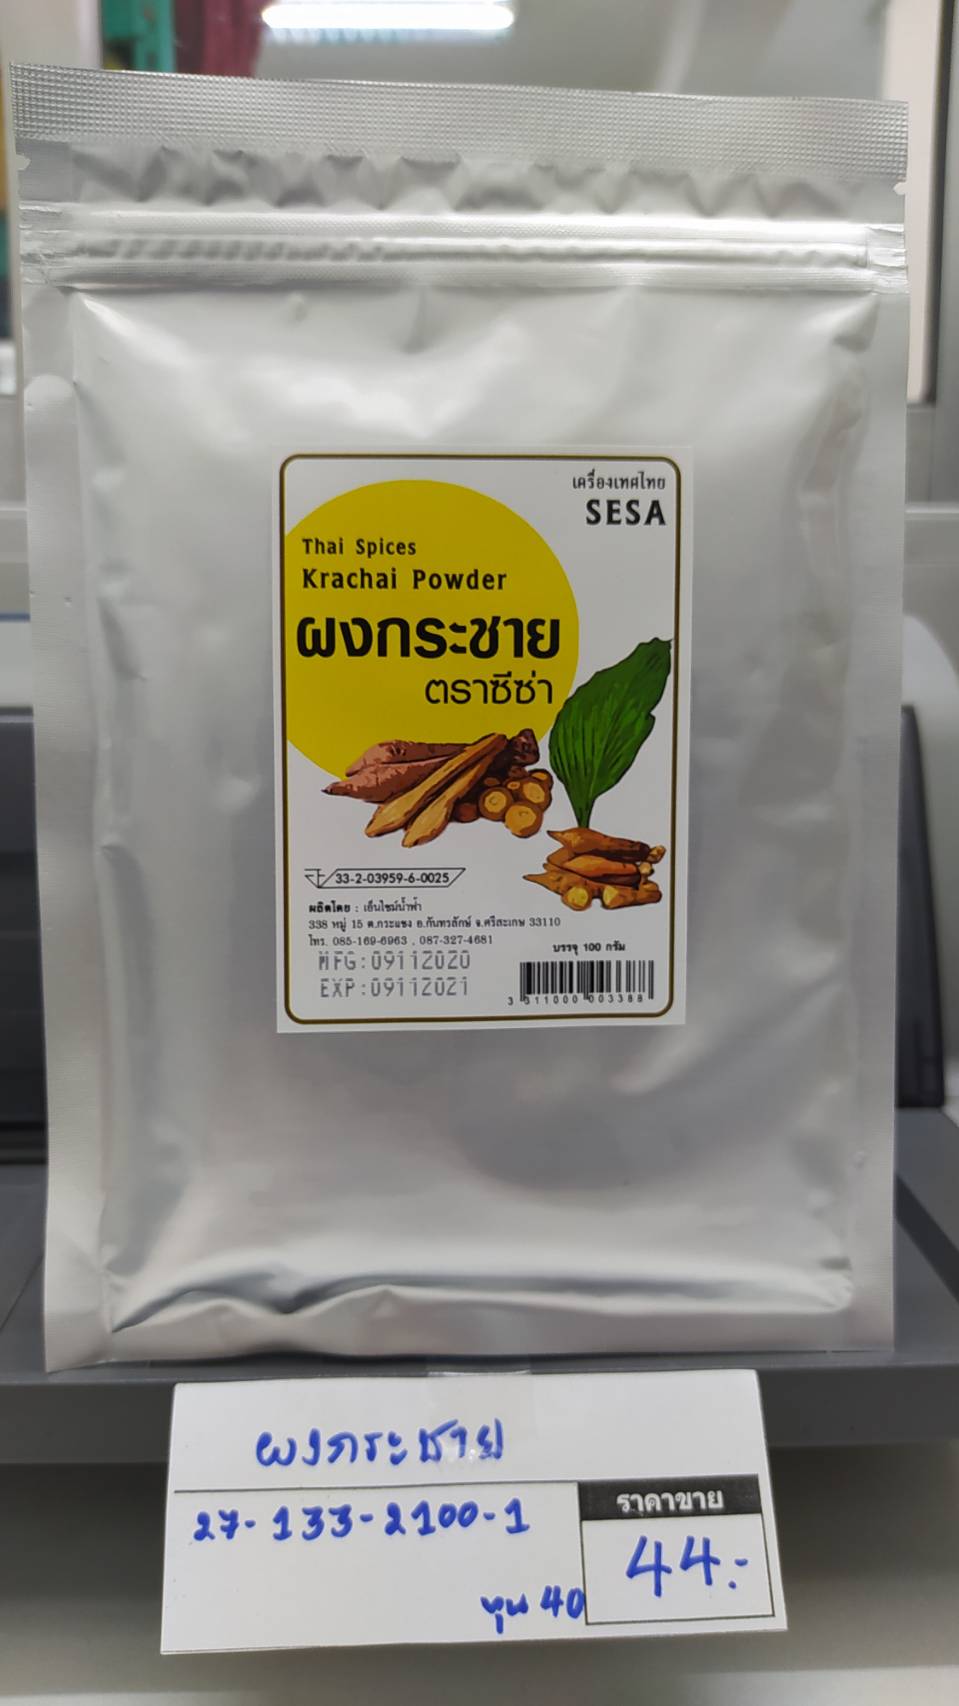 เครื่องเทศไทย
SESA
Thai Spices
Krachai Powder
ผงกระชาย
ตราซีซ่า
33-2-03959-6-0025
ผลิตโดย : เอ็นไซม์น้ำฟ้า
338 หมู่ 15 ต.กระแชง อ.กันทรลักษ์ จ.ศรีสะเกษ 33110
โทร. 085-169-6963 , 087-327-4681
บรรจุ 100 กรัม
MFG:09112020
EXP:09112021
3 311000 003388
ผงกระชาย
27-133-2100-1
ราคาขาย
44.-
ทุน 40